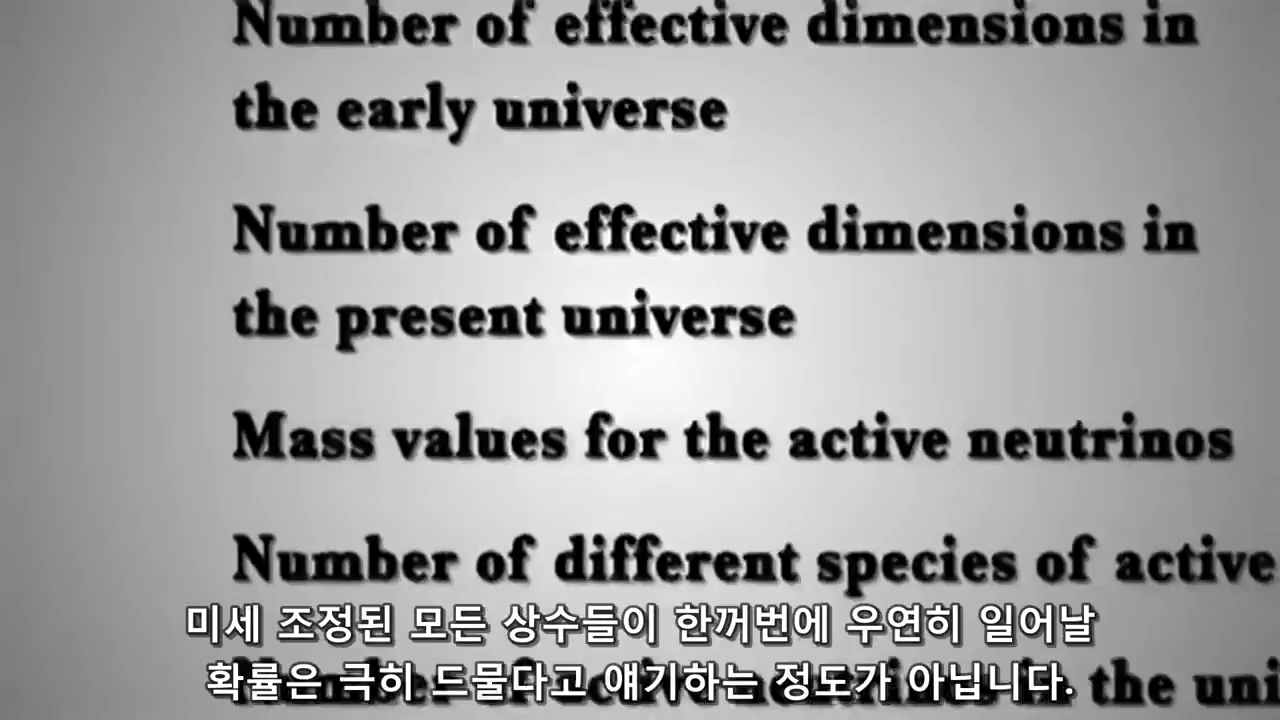 Number of effective dimensions in
the early universe
Number of effective dimensions in
the present universe
Mass values for the active neutrinos
Number of different species of active
미세 조정된 모든 상수들이 한꺼번에 우연히 일어날
확률은 극히 드물다고 얘기하는 정도가 아닙니다.
the uni